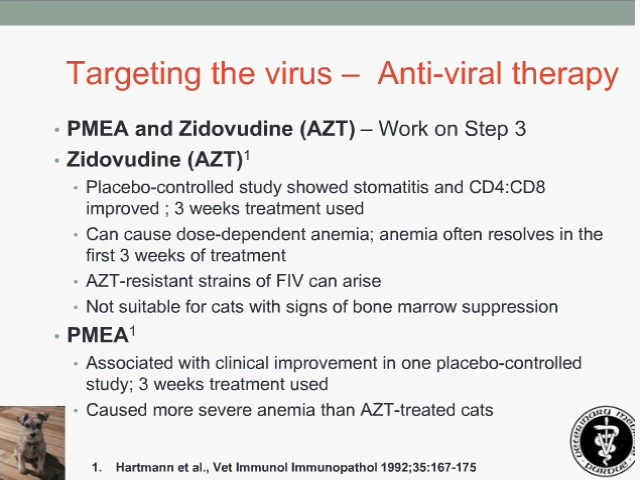 Targeting the virus – Anti-viral therapy
• PMEA and Zidovudine (AZT) – Work on Step 3
• Zidovudine (AZT)1
• Placebo-controlled study showed stomatitis and CD4:CD8
improved ; 3 weeks treatment used
• Can cause dose-dependent anemia; anemia often resolves in the
first 3 weeks of treatment
• AZT-resistant strains of FIV can arise
• Not suitable for cats with signs of bone marrow suppression
• PMEA1
• Associated with clinical improvement in one placebo-controlled
study; 3 weeks treatment used
• Caused more severe anemia than AZT-treated cats
1. Hartmann et al., Vet Immunol Immunopathol 1992;35:167-175
VETERINARY
PURDUE